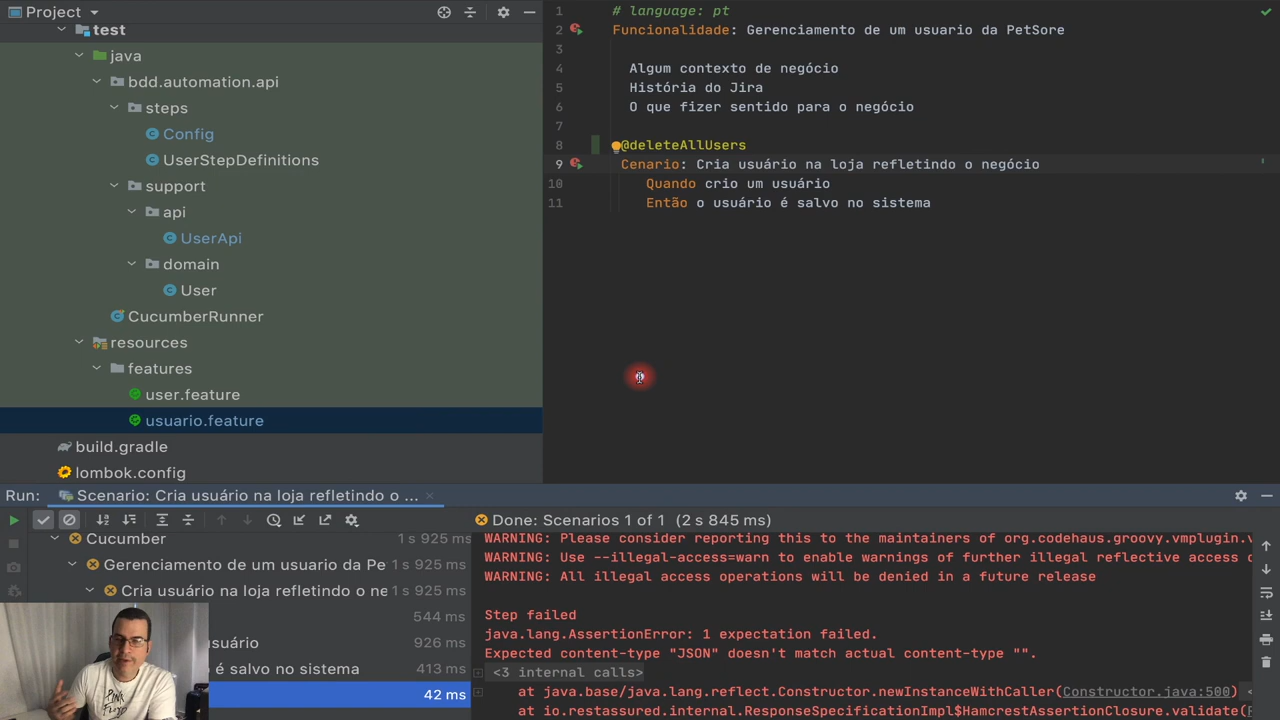 Project
test
java
bdd.automation.api
steps
Config
UserStepDefinitions
support
api
UserApi
domain
User
CucumberRunner
resources
features
user.feature
usuario.feature
build.gradle
lombok.config
1 # language: pt
2 Funcionalidade: Gerenciamento de um usuario da PetSore
3
4 Algum contexto de negócio
5 História do Jira
6 O que fizer sentido para o negócio
7
8 @deleteAllUsers
9 Cenario: Cria usuário na loja refletindo o negócio
10 Quando crio um usuário
11 Então o usuário é salvo no sistema
Run: Scenario: Cria usuário na loja refletindo o ...
Cucumber 1 s 925 ms
Gerenciamento de um usuario da Pe 1 s 925 ms
Cria usuário na loja refletindo o ne 1 s 925 ms
544 ms
usuário 926 ms
é salvo no sistema 413 ms
42 ms
Done: Scenarios 1 of 1 (2 s 845 ms)
WARNING: Please consider reporting this to the maintainers of org.codehaus.groovy.vmplugin.
WARNING: Use --illegal-access=warn to enable warnings of further illegal reflective access
WARNING: All illegal access operations will be denied in a future release
Step failed
java.lang.AssertionError: 1 expectation failed.
Expected content-type "JSON" doesn't match actual content-type "".
<3 internal calls>
at java.base/java.lang.reflect.Constructor.newInstanceWithCaller(Constructor.java:500) <
at io.restassured.internal.ResponseSpecificationImpl$HamcrestAssertionClosure.validate(
PINK
FLOYD